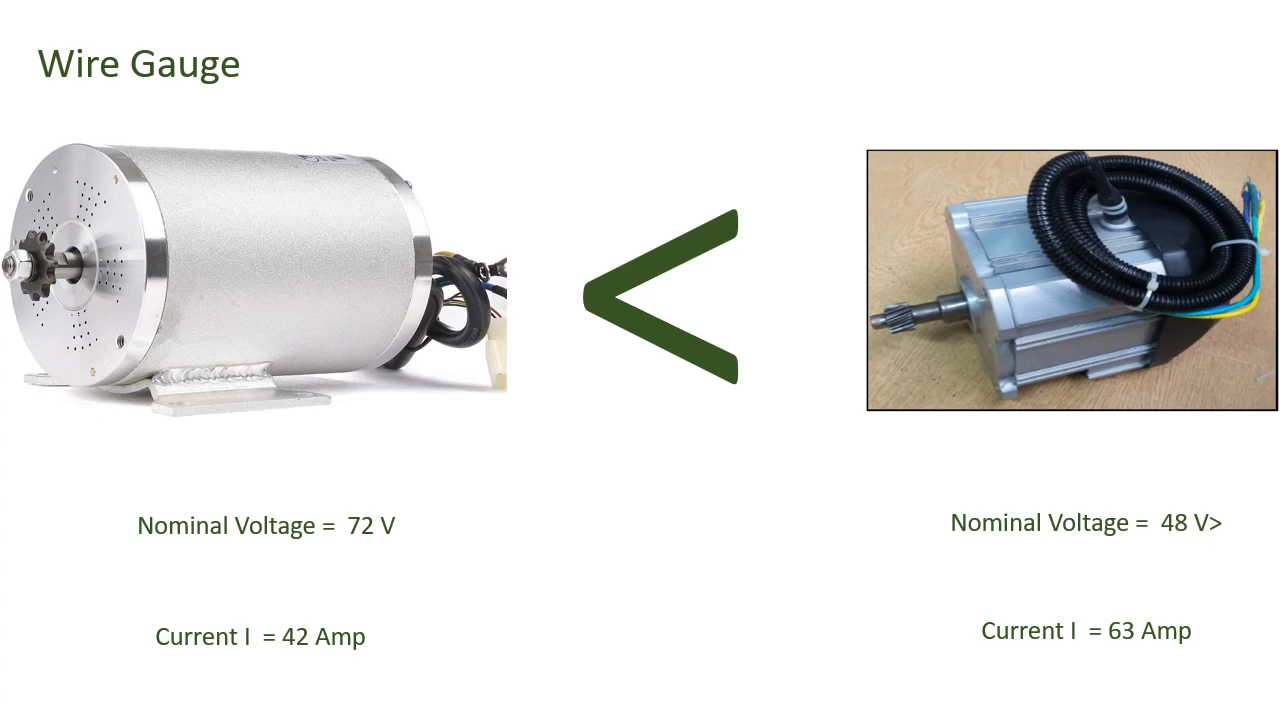 Wire Gauge
<
Nominal Voltage =  72 V
Nominal Voltage =  48 V>
Current I  = 42 Amp
Current I  = 63 Amp